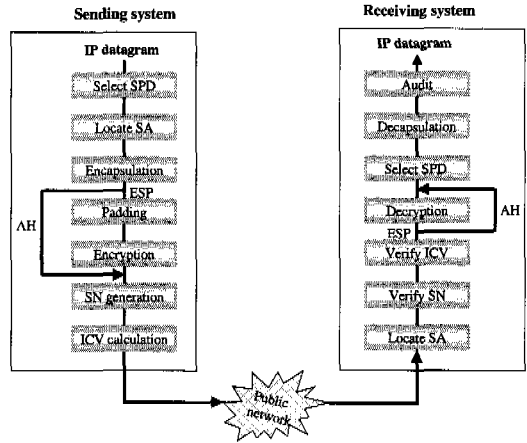 Sending system
IP datagram
Select SPD
Locate SA
Encapsulation
ESP
Padding
AH
Encryption
SN generation
ICV calculation
Public
network
Receiving system
IP datagram
Audit
Decapsulation
Select SPD
Decryption
AH
ESP
Verify ICV
Verify SN
Locate SA